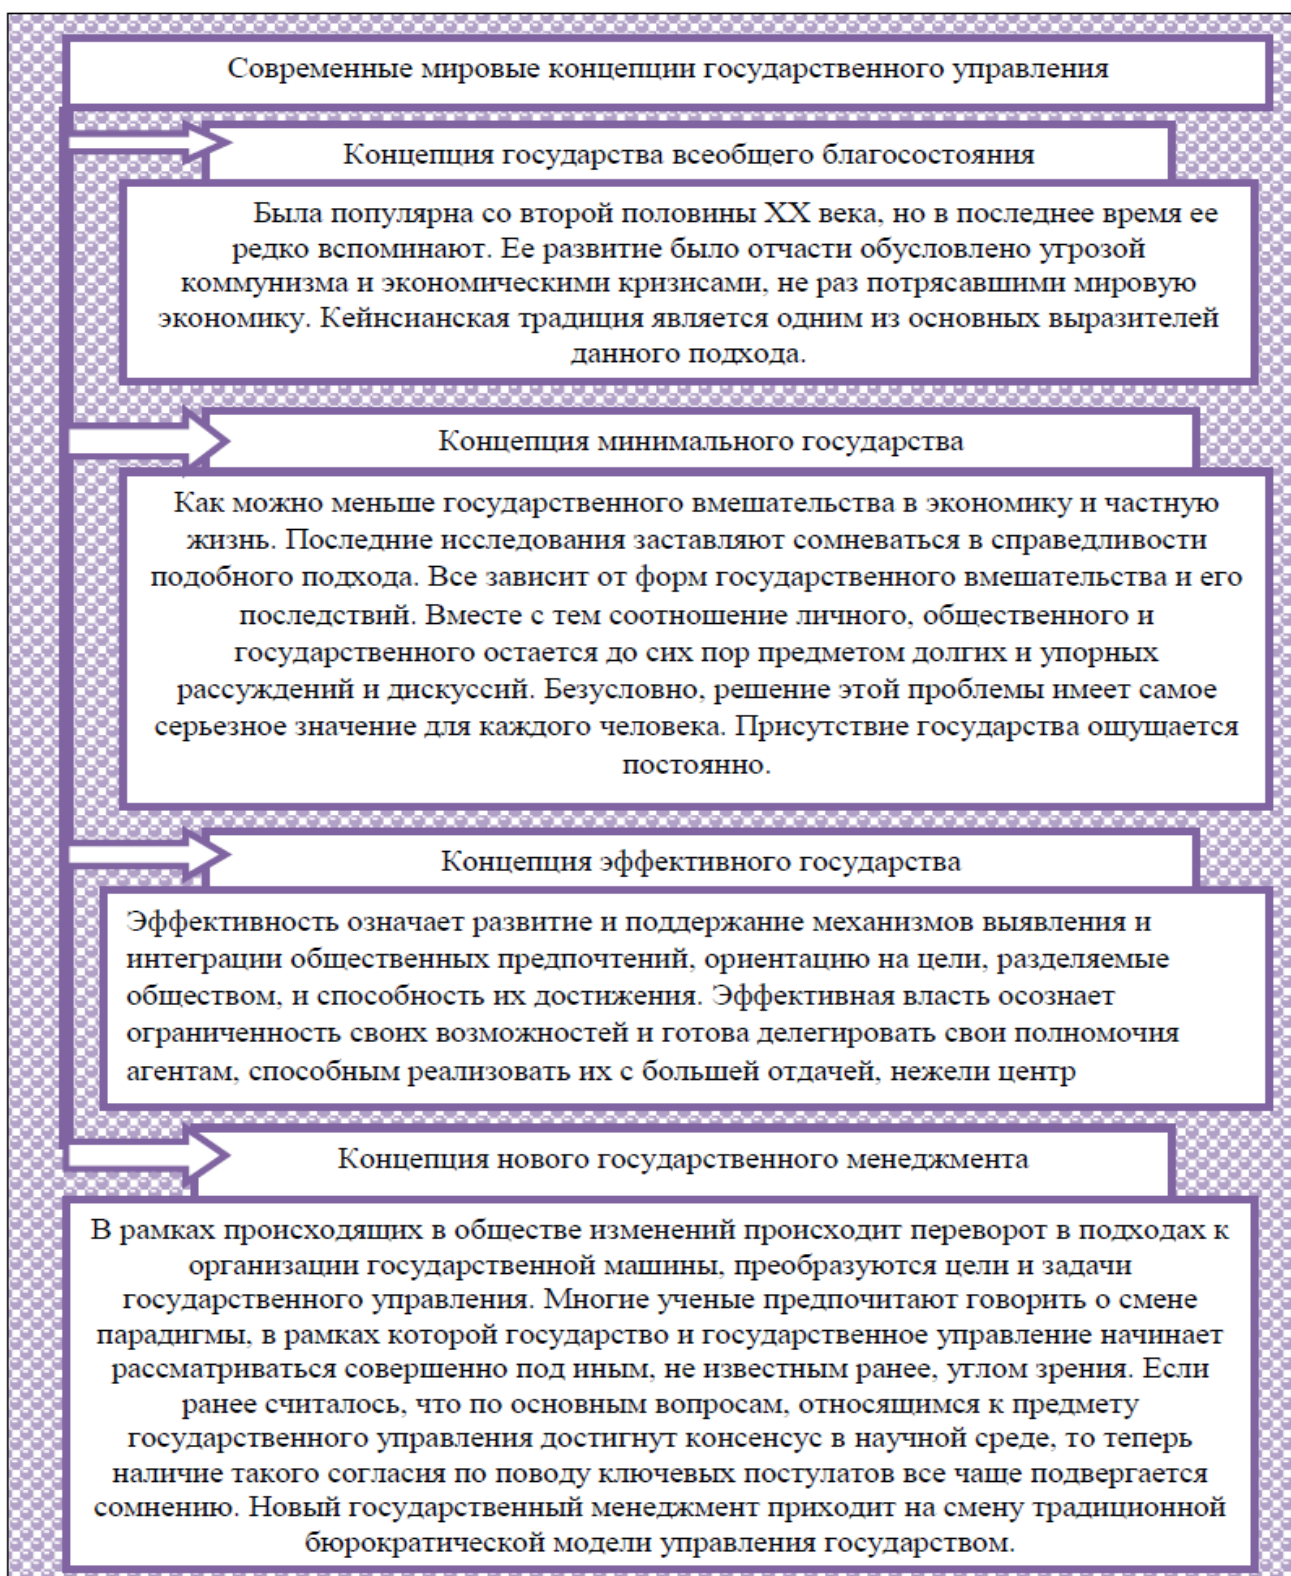 Современные мировые концепции государственного управления
Концепция государства всеобщего благосостояния
Была популярна со второй половины XX века, но в последнее время ее
редко вспоминают. Ее развитие было отчасти обусловлено угрозой
коммунизма и экономическими кризисами, не раз потрясавшими мировую
экономику. Кейнсианская традиция является одним из основных выразителей
данного подхода.
Концепция минимального государства
Как можно меньше государственного вмешательства в экономику и частную
жизнь. Последние исследования заставляют сомневаться в справедливости
подобного подхода. Все зависит от форм государственного вмешательства и его
последствий. Вместе с тем соотношение личного, общественного и
государственного остается до сих пор предметом долгих и упорных
рассуждений и дискуссий. Безусловно, решение этой проблемы имеет самое
серьезное значение для каждого человека. Присутствие государства ощущается
постоянно.
Концепция эффективного государства
Эффективность означает развитие и поддержание механизмов выявления и
интеграции общественных предпочтений, ориентацию на цели, разделяемые
обществом, и способность их достижения. Эффективная власть осознает
ограниченность своих возможностей и готова делегировать свои полномочия
агентам, способным реализовать их с большей отдачей, нежели центр
Концепция нового государственного менеджмента
В рамках происходящих в обществе изменений происходит переворот в подходах к
организации государственной машины, преобразуются цели и задачи
государственного управления. Многие ученые предпочитают говорить о смене
парадигмы, в рамках которой государство и государственное управление начинает
рассматриваться совершенно под иным, не известным ранее, углом зрения. Если
ранее считалось, что по основным вопросам, относящимся к предмету
государственного управления достигнут консенсус в научной среде, то теперь
наличие такого согласия по поводу ключевых постулатов все чаще подвергается
сомнению. Новый государственный менеджмент приходит на смену традиционной
бюрократической модели управления государством.